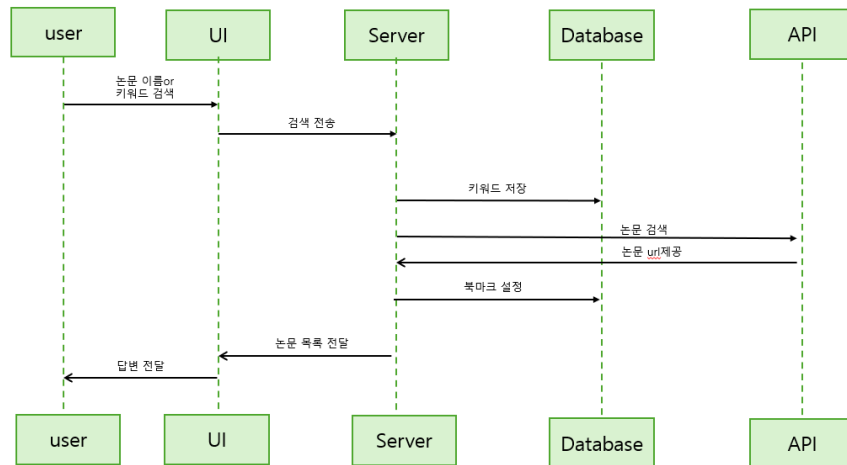 user
UI
Server
Database
API
논문 이름or
키워드 검색
검색 전송
키워드 저장
논문 검색
논문 url제공
북마크 설정
논문 목록 전달
답변 전달
user
UI
Server
Database
API